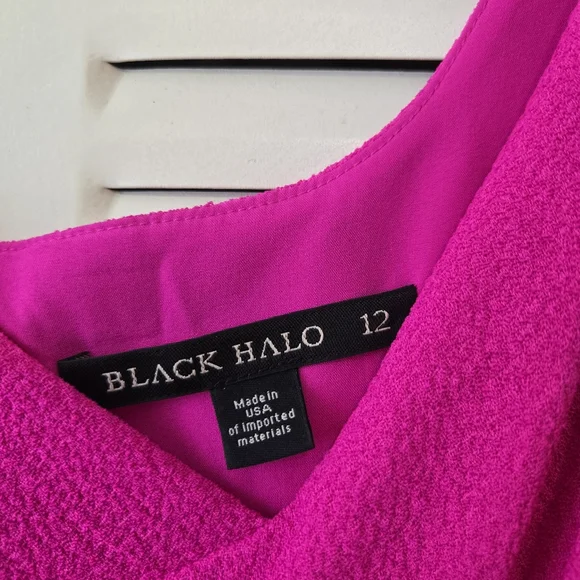 BLACK HALO 12
Made in
USA
of imported
materials